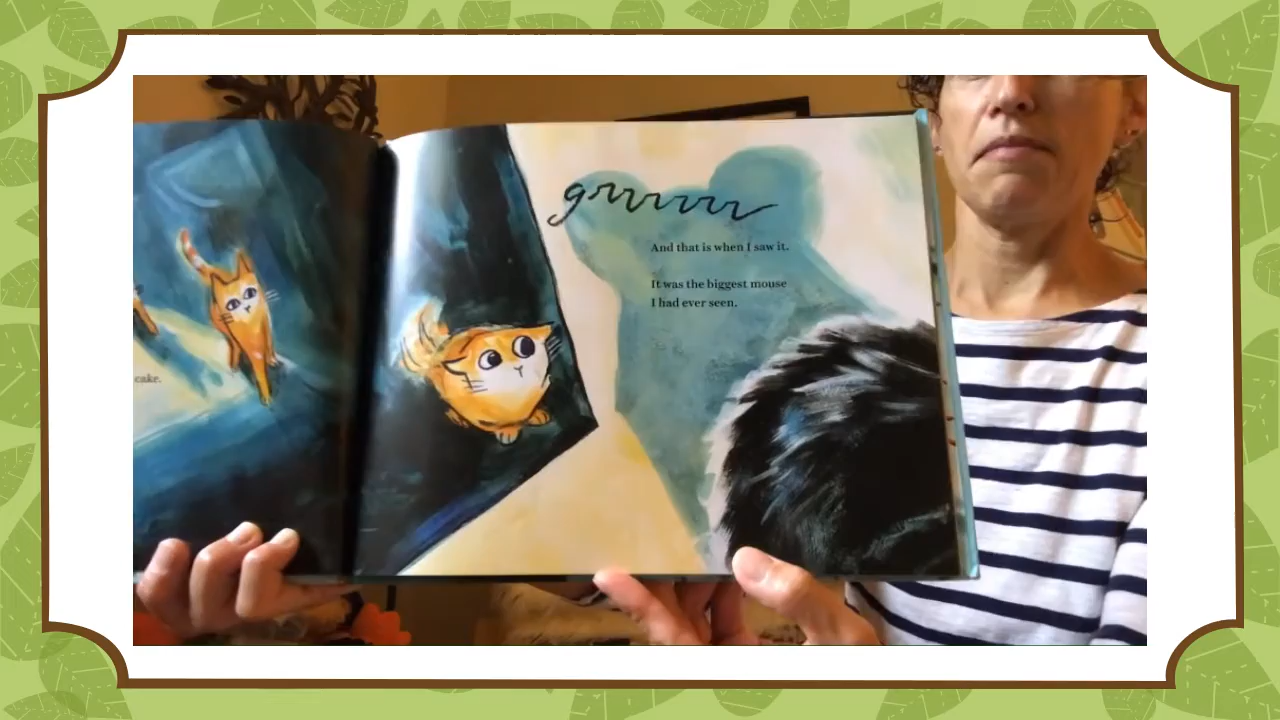 cake.
grrrrrr
And that is when I saw it.
It was the biggest mouse
I had ever seen.